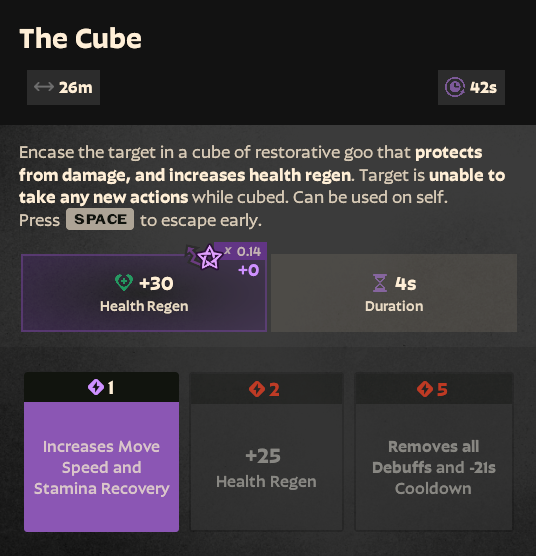 The Cube
26m
42s
Encase the target in a cube of restorative goo that protects
from damage, and increases health regen. Target is unable to
take any new actions while cubed. Can be used on self.
Press SPACE to escape early.
x 0.14
+0
+30
Health Regen
4s
Duration
1
Increases Move
Speed and
Stamina Recovery
2
+25
Health Regen
5
Removes all
Debuffs and -21s
Cooldown